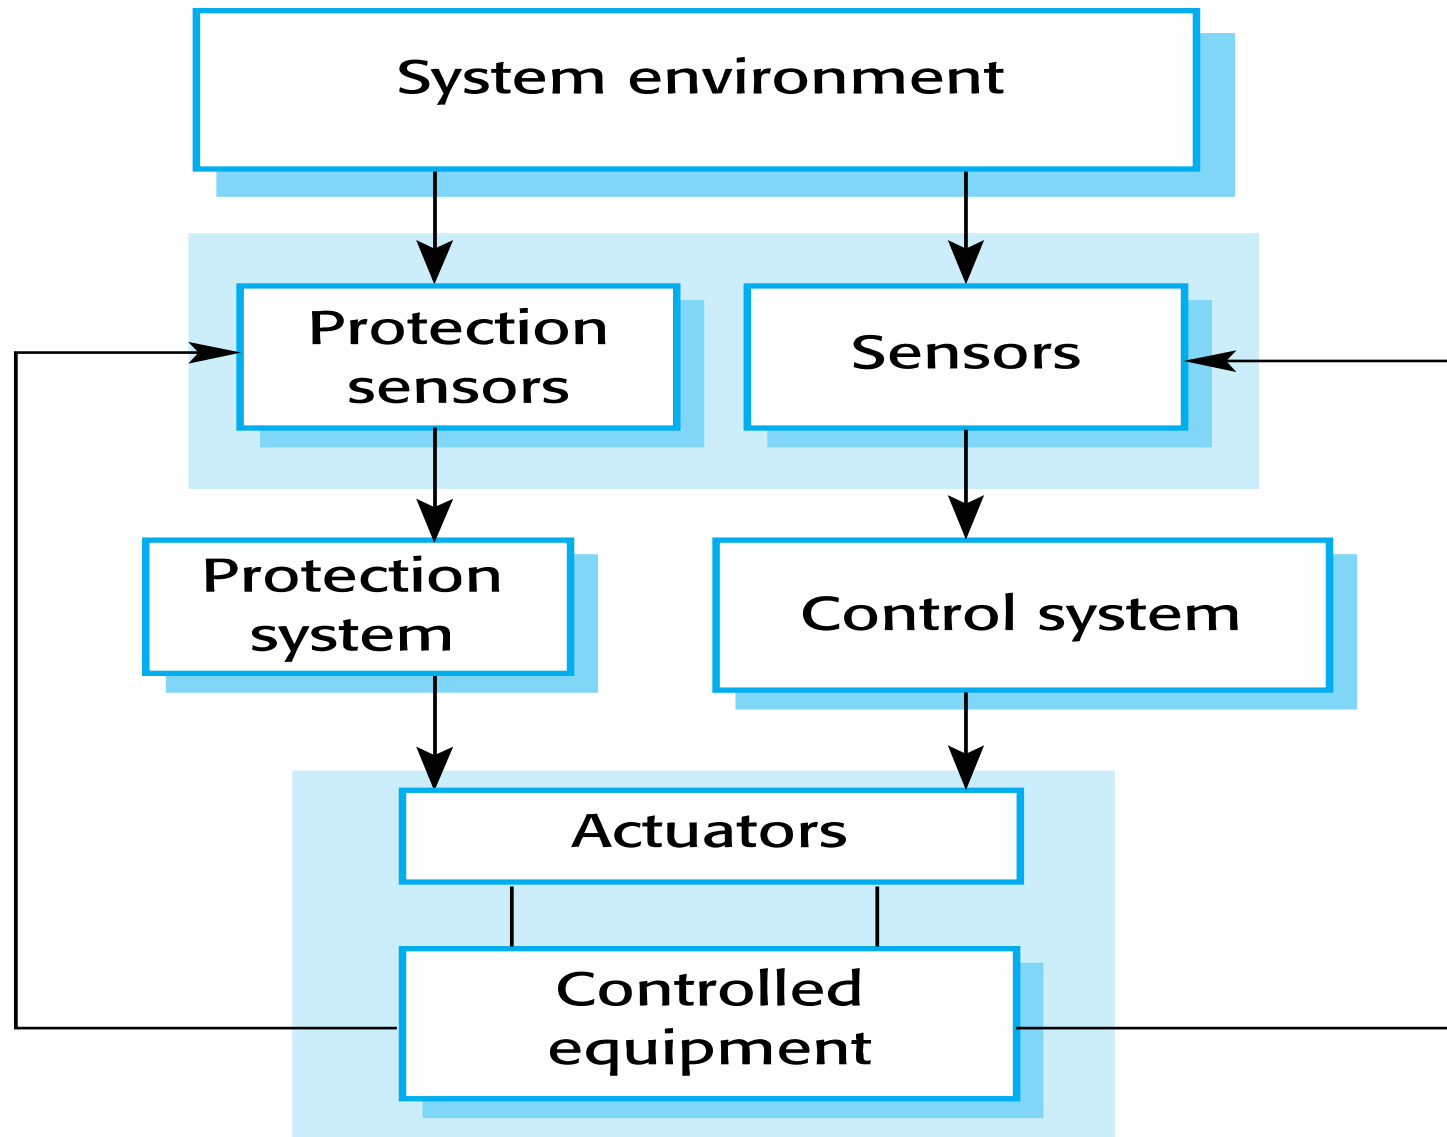 System environment
Protection
sensors
Sensors
Protection
system
Control system
Actuators
Controlled
equipment